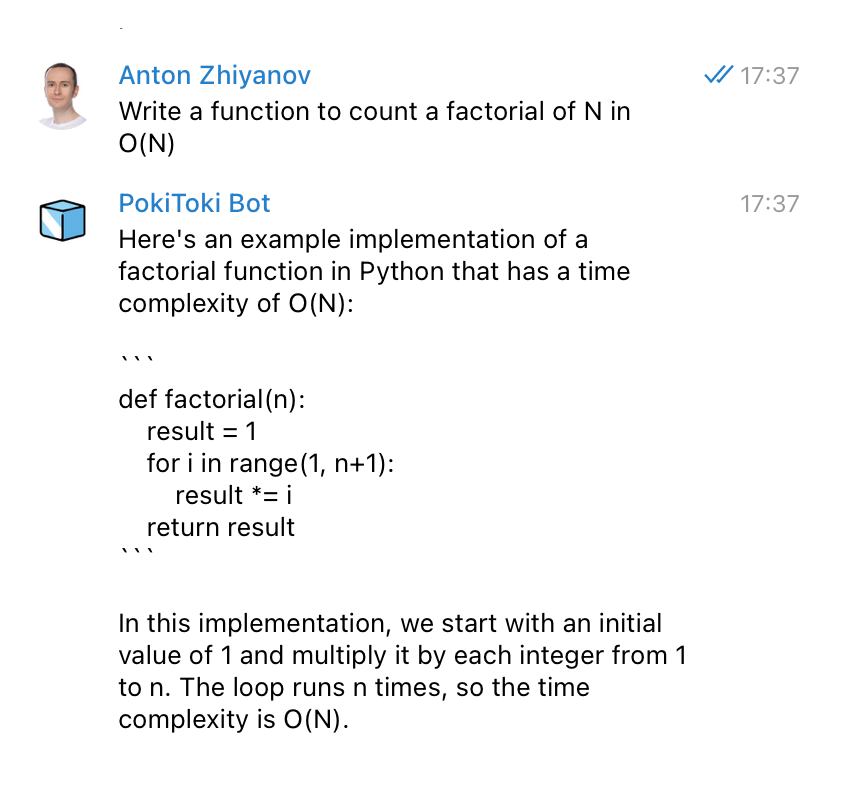 Anton Zhiyanov 17:37
Write a function to count a factorial of N in
O(N)
PokiToki Bot 17:37
Here's an example implementation of a
factorial function in Python that has a time
complexity of O(N):
```
def factorial(n):
    result = 1
    for i in range(1, n+1):
        result *= i
    return result
```
In this implementation, we start with an initial
value of 1 and multiply it by each integer from 1
to n. The loop runs n times, so the time
complexity is O(N).